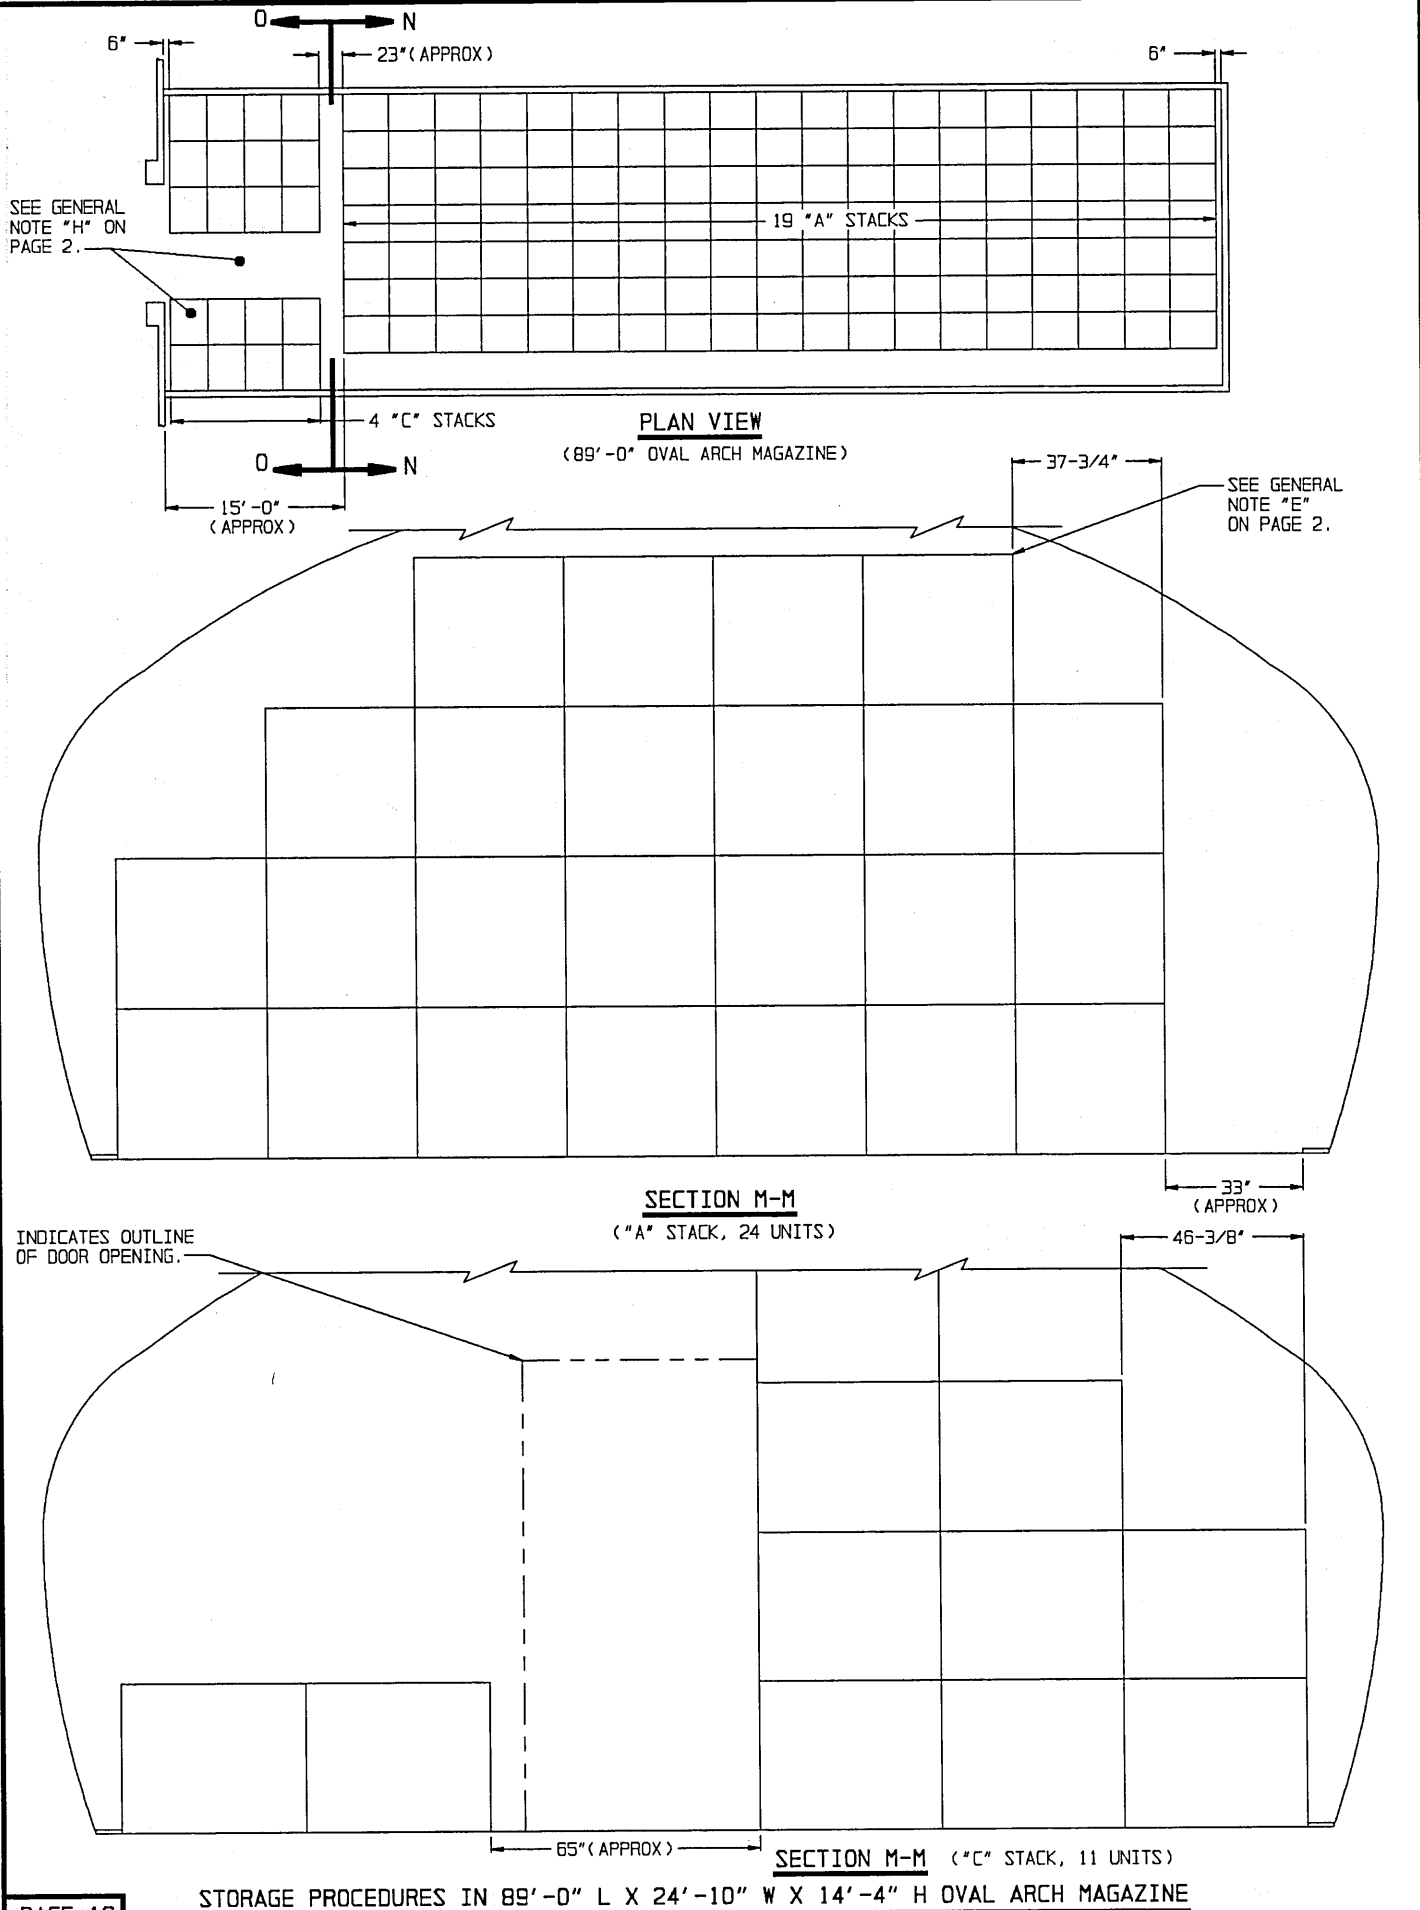 O N
6"
23"(APPROX)
6"
SEE GENERAL
NOTE "H" ON
PAGE 2.
19 "A" STACKS
4 "C" STACKS
PLAN VIEW
(89'-0" OVAL ARCH MAGAZINE)
O N
15'-0"
(APPROX)
37-3/4"
SEE GENERAL
NOTE "E"
ON PAGE 2.
33"
(APPROX)
SECTION M-M
("A" STACK, 24 UNITS)
INDICATES OUTLINE
OF DOOR OPENING.
46-3/8"
65"(APPROX)
SECTION M-M ("C" STACK, 11 UNITS)
STORAGE PROCEDURES IN 89'-0" L X 24'-10" W X 14'-4" H OVAL ARCH MAGAZINE